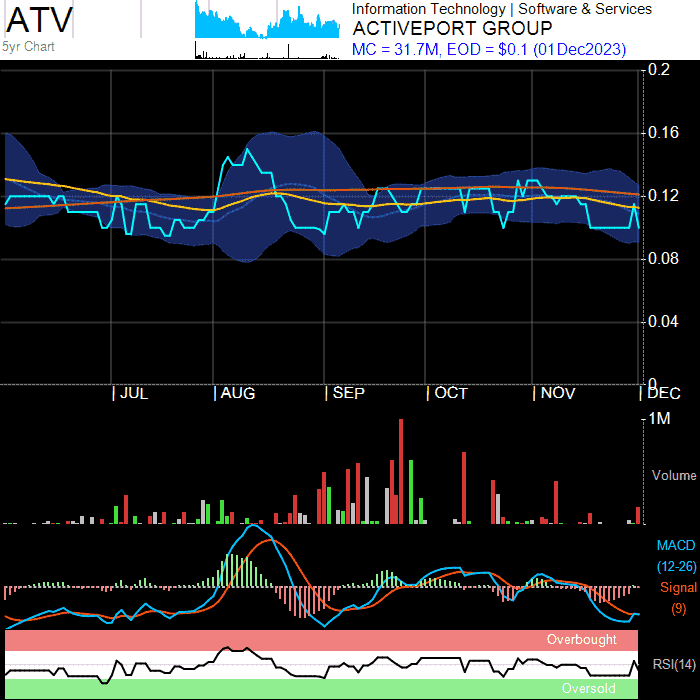 ATV
5yr Chart
Information Technology | Software & Services
ACTIVEPORT GROUP
MC = 31.7M, EOD = $0.1 (01Dec2023)
0.2
0.16
0.12
0.08
0.04
0
JUL AUG SEP OCT NOV DEC
1M
Volume
MACD
(12-26)
Signal
(9)
Overbought
RSI(14)
Oversold